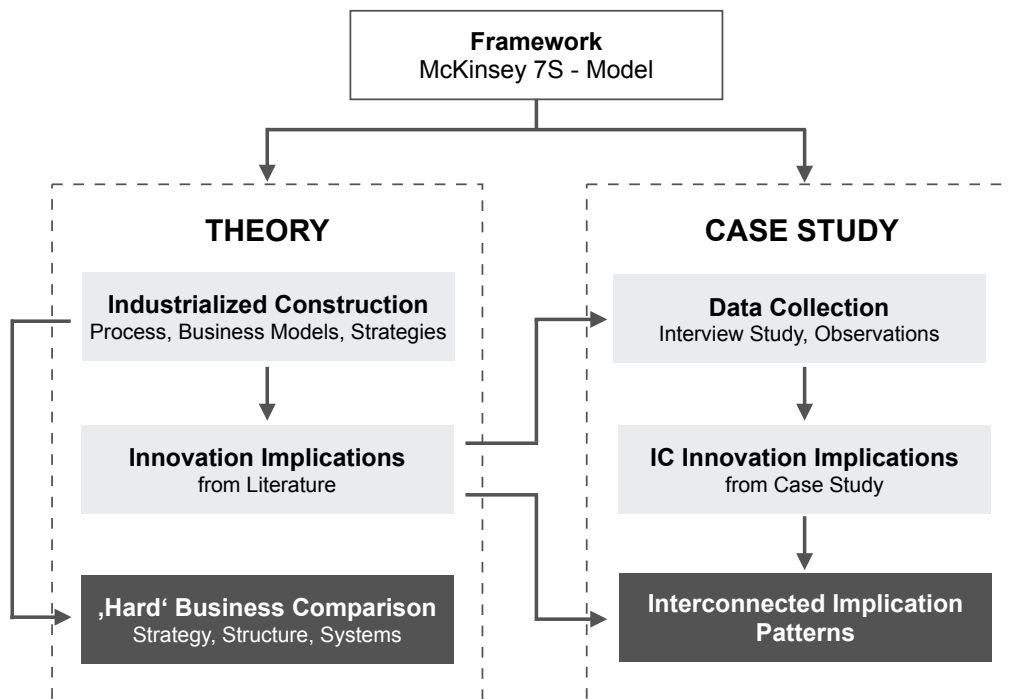 Framework
McKinsey 7S - Model
THEORY
Industrialized Construction
Process, Business Models, Strategies
Innovation Implications
from Literature
‚Hard‘ Business Comparison
Strategy, Structure, Systems
CASE STUDY
Data Collection
Interview Study, Observations
IC Innovation Implications
from Case Study
Interconnected Implication
Patterns